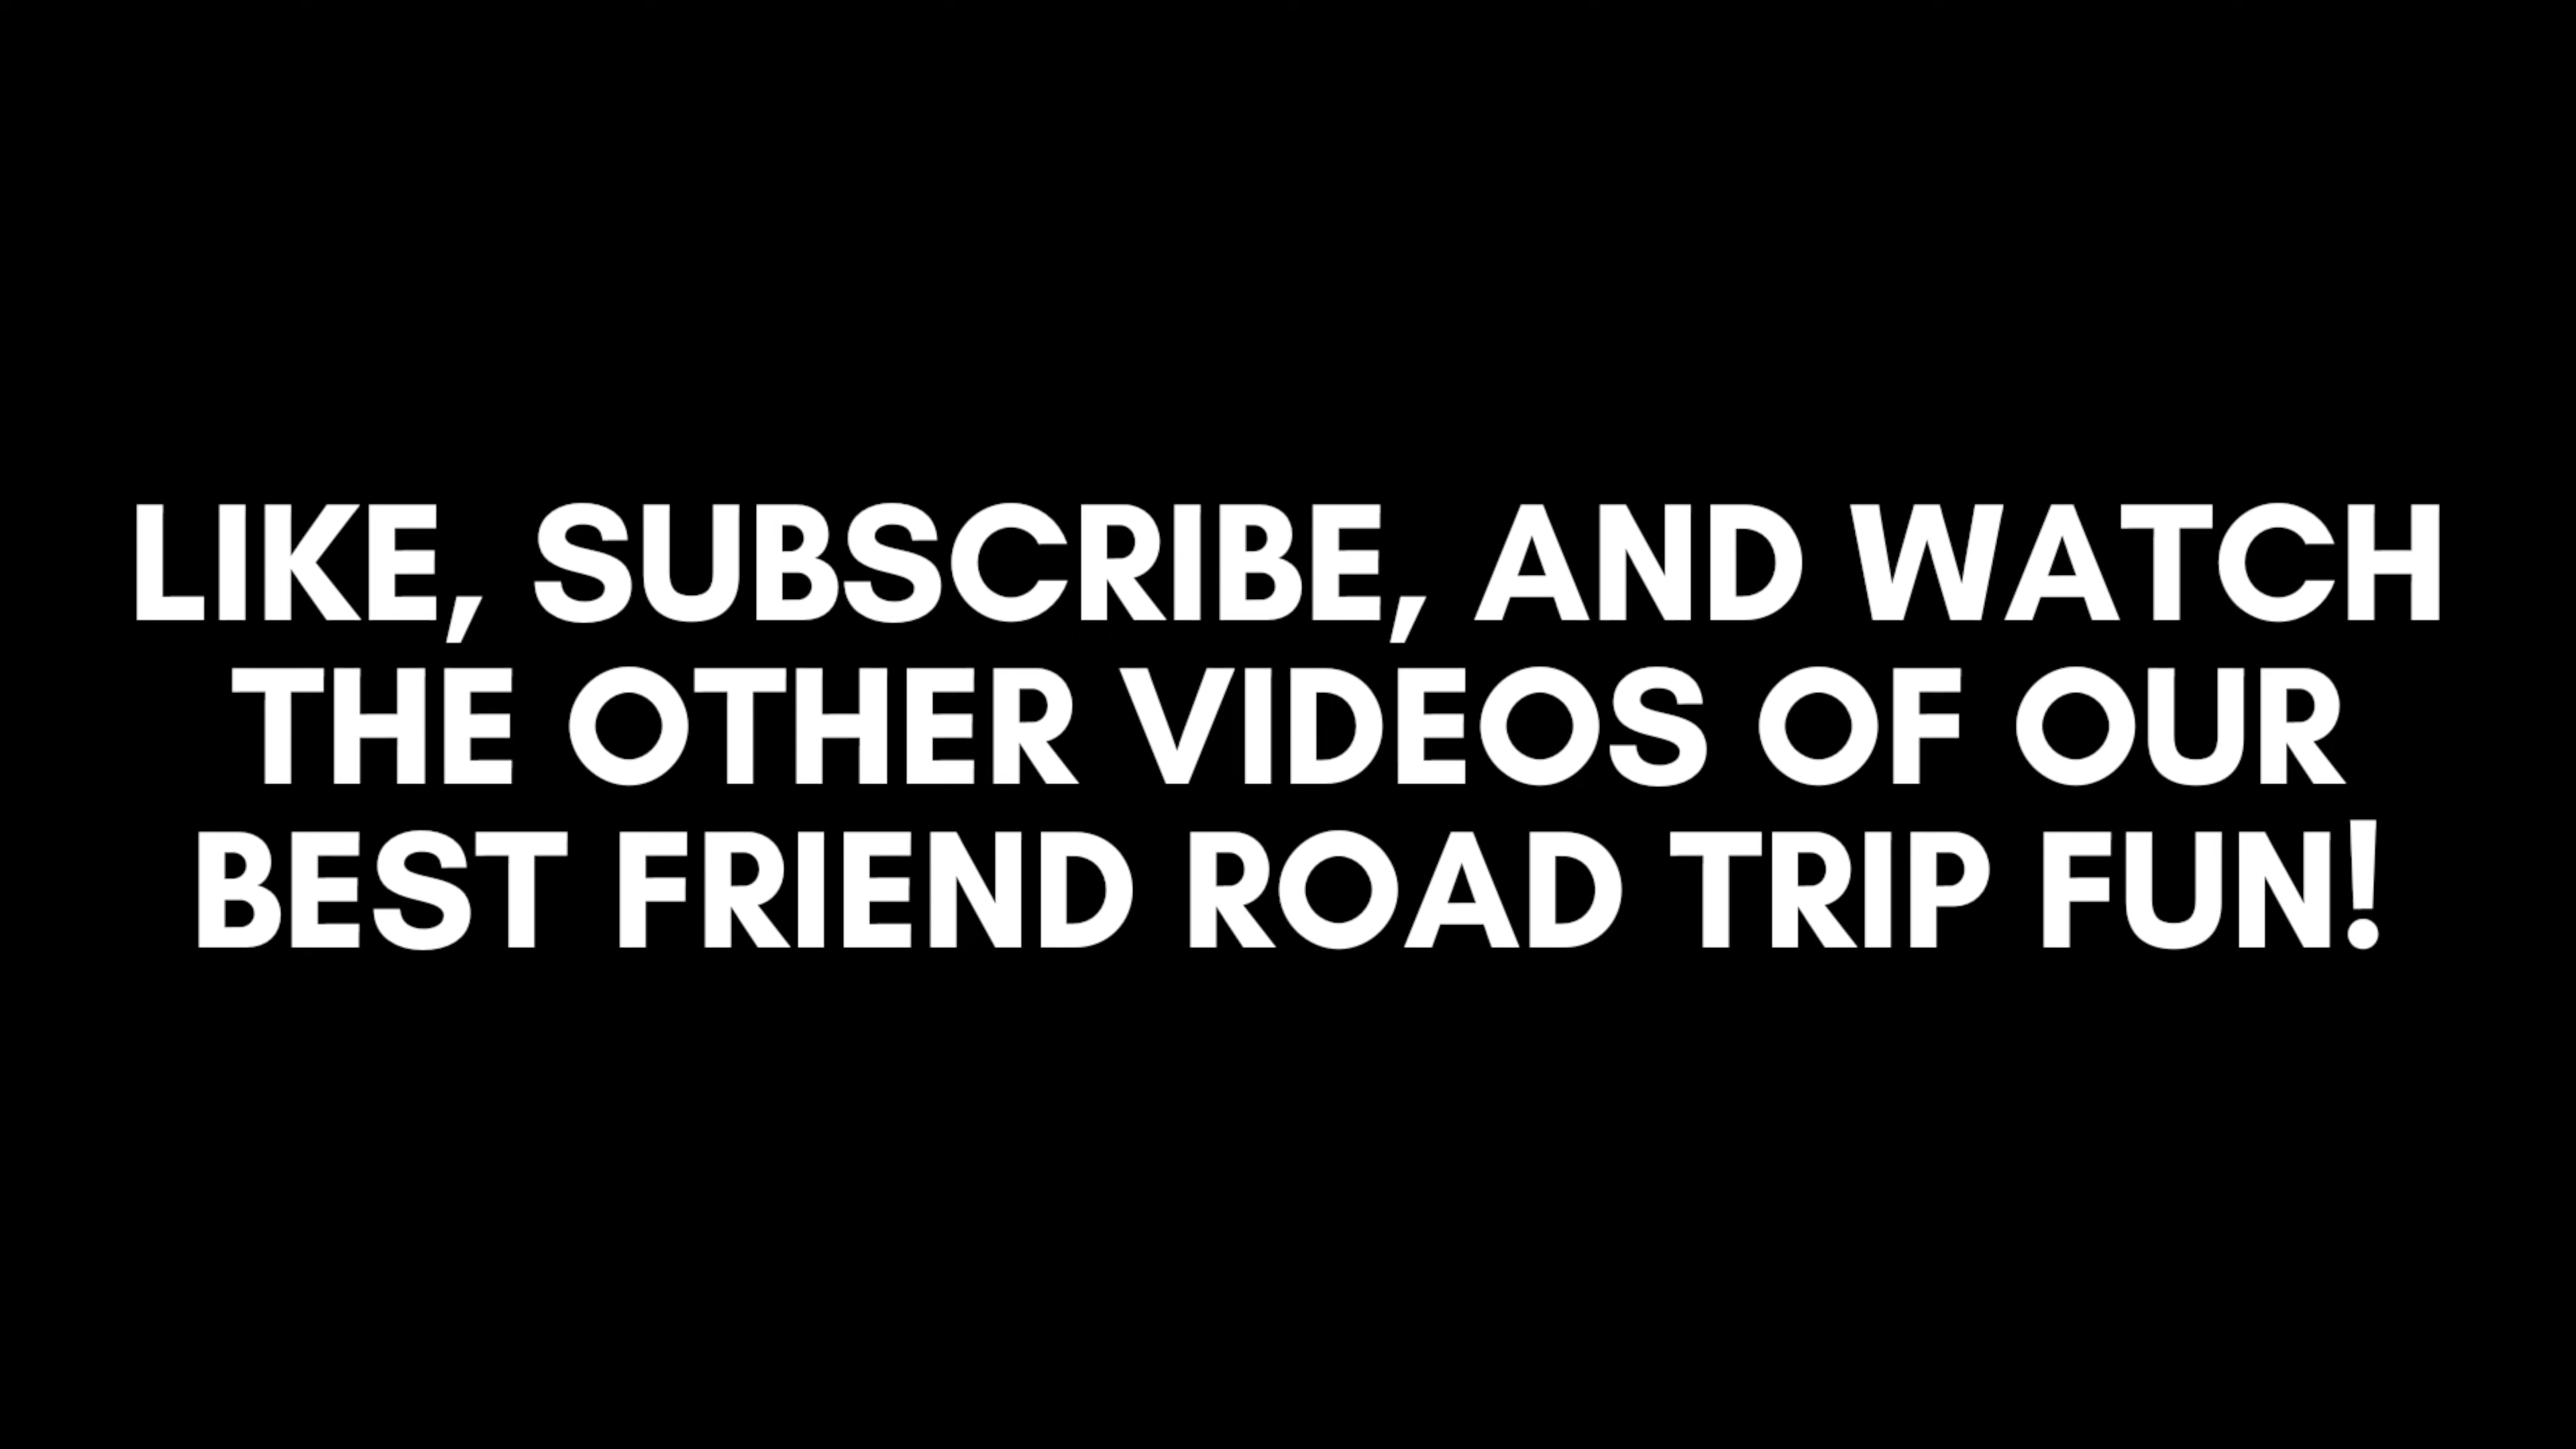 LIKE, SUBSCRIBE, AND WATCH
THE OTHER VIDEOS OF OUR
BEST FRIEND ROAD TRIP FUN!